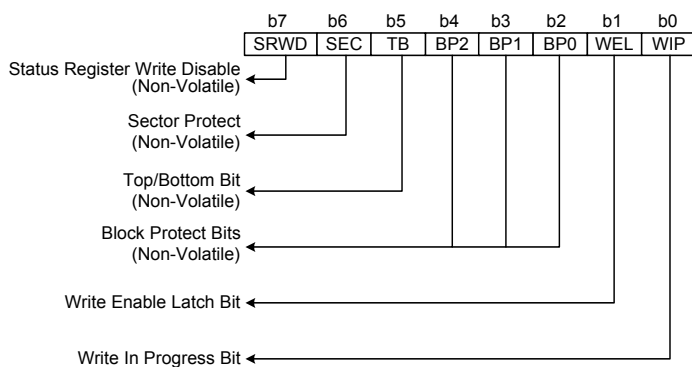 b7 b6 b5 b4 b3 b2 b1 b0
SRWD SEC TB BP2 BP1 BP0 WEL WIP
Status Register Write Disable
(Non-Volatile)
Sector Protect
(Non-Volatile)
Top/Bottom Bit
(Non-Volatile)
Block Protect Bits
(Non-Volatile)
Write Enable Latch Bit
Write In Progress Bit